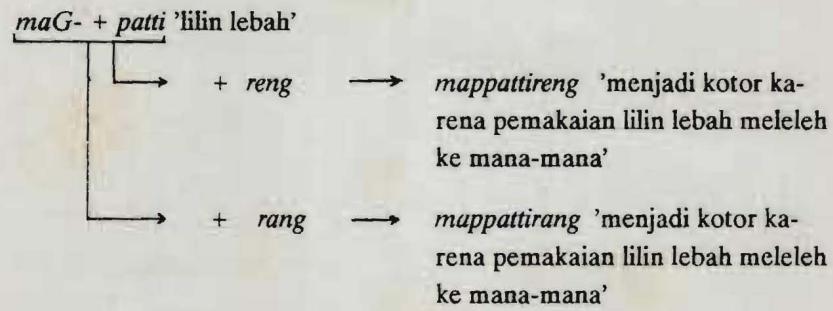 maG- + patti 'lilin lebah'
+ reng → mappattireng 'menjadi kotor ka-
rena pemakaian lilin lebah meleleh
ke mana-mana'
+ rang → mappattirang 'menjadi kotor ka-
rena pemakaian lilin lebah meleleh
ke mana-mana'